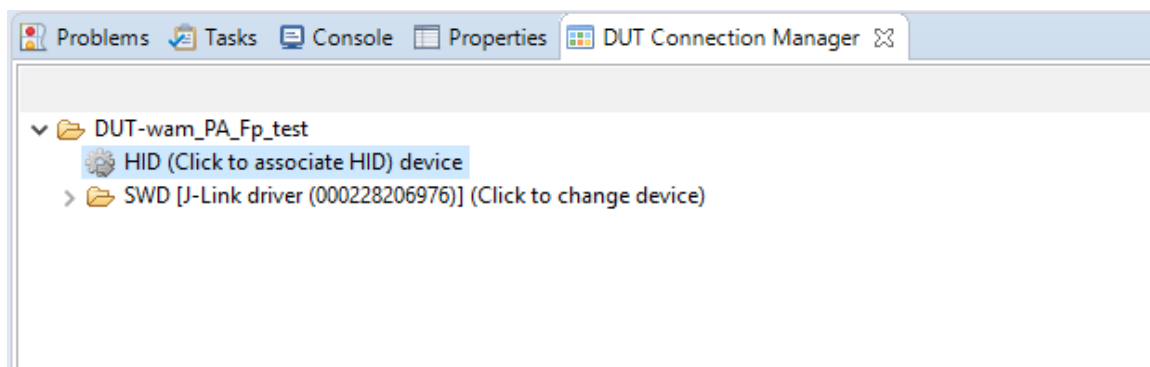 Problems Tasks Console Properties DUT Connection Manager
DUT-wam_PA_Fp_test
HID (Click to associate HID) device
SWD [J-Link driver (000228206976)] (Click to change device)